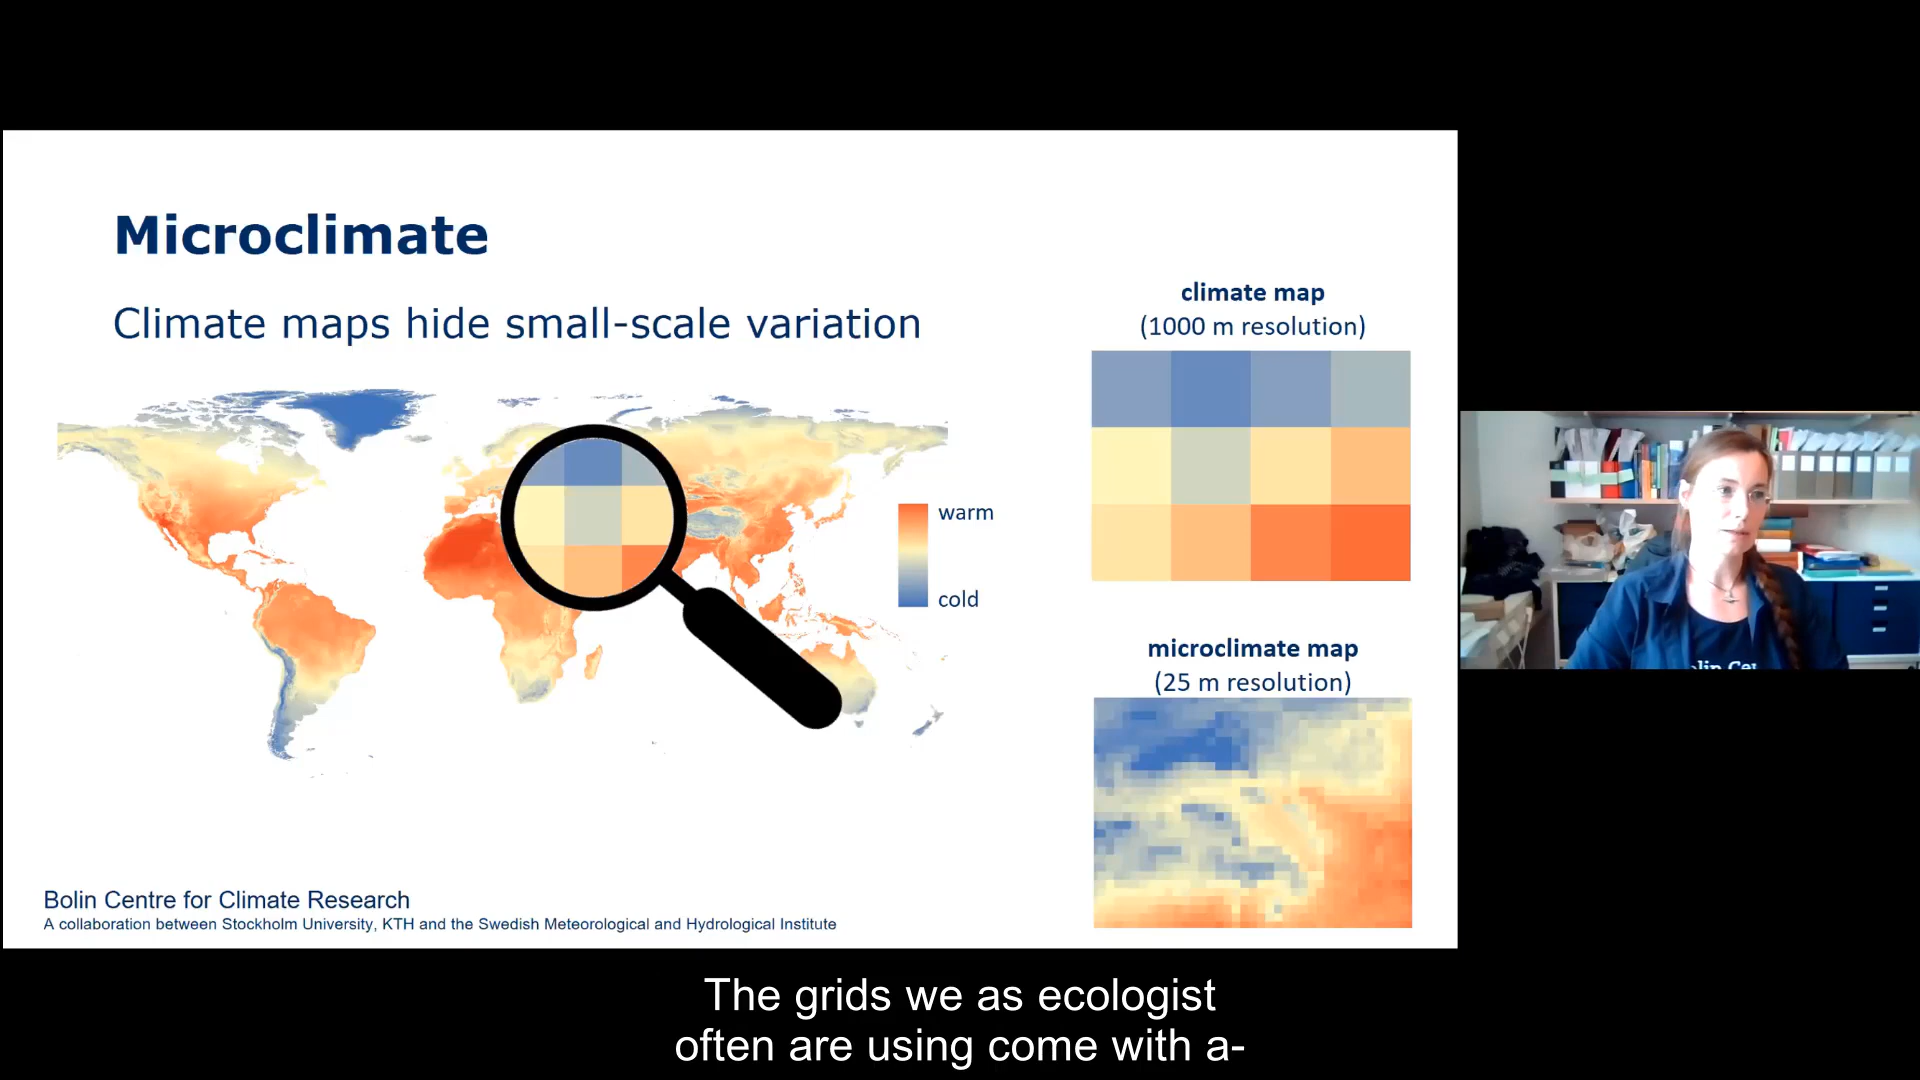 Microclimate
Climate maps hide small-scale variation
warm
cold
climate map
(1000 m resolution)
microclimate map
(25 m resolution)
Bolin Centre for Climate Research
A collaboration between Stockholm University, KTH and the Swedish Meteorological and Hydrological Institute
The grids we as ecologist
often are using come with a-